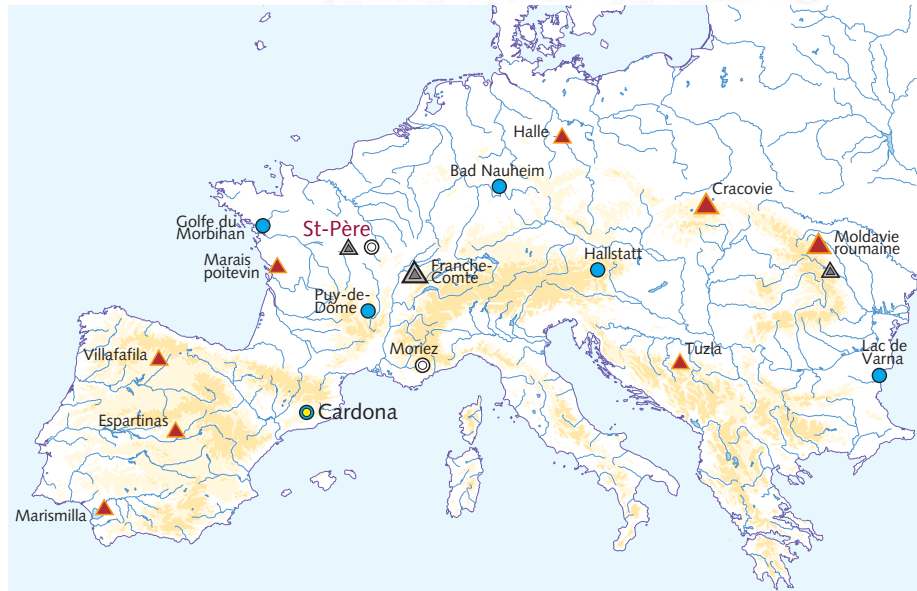 Halle
Bad Nauheim
Cracovie
Golfe du
Morbihan
St-Père
Moldavie
roumaine
Marais
poitevin
Franche-
Comté
Hallstatt
Puy-de-
Dôme
Moriez
Villafafila
Tuzla
Lac de
Varna
Cardona
Espartinas
Marismilla